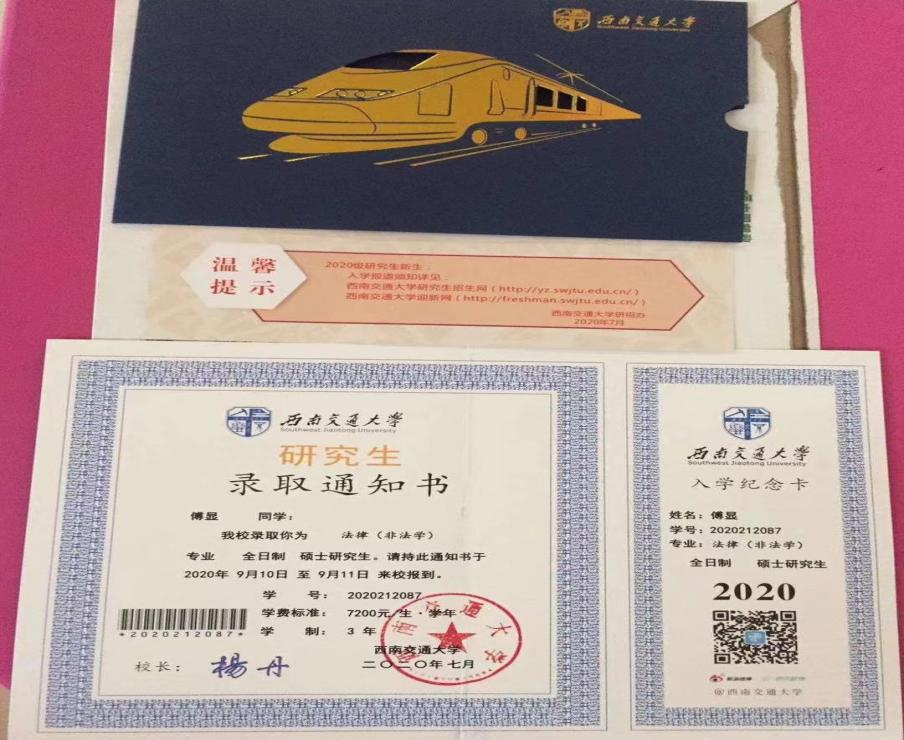 西南交通大学
Southwest Jiaotong University
温馨
提示
2020级研究生新生：
入学报道须知详见：
西南交通大学研究生招生网（http://yz.swjtu.edu.cn/）
西南交通大学迎新网（http://freshman.swjtu.edu.cn/）
西南交通大学研招办
2020年7月
西南交通大学
Southwest Jiaotong University
研究生
录取通知书
傅显 同学：
我校录取你为 法律（非法学）
专业 全日制 硕士研究生。请持此通知书于
2020年 9月10日 至 9月11日 来校报到。
学 号： 2020212087
学费标准： 7200元/生·学年
学 制： 3 年
*2020212087*
西南交通大学
二〇二〇年七月
校长： 楊丹
西南交通大学
Southwest Jiaotong University
入学纪念卡
姓名：傅显
学号：2020212087
专业：法律（非法学）
全日制 硕士研究生
2020
@西南交通大学